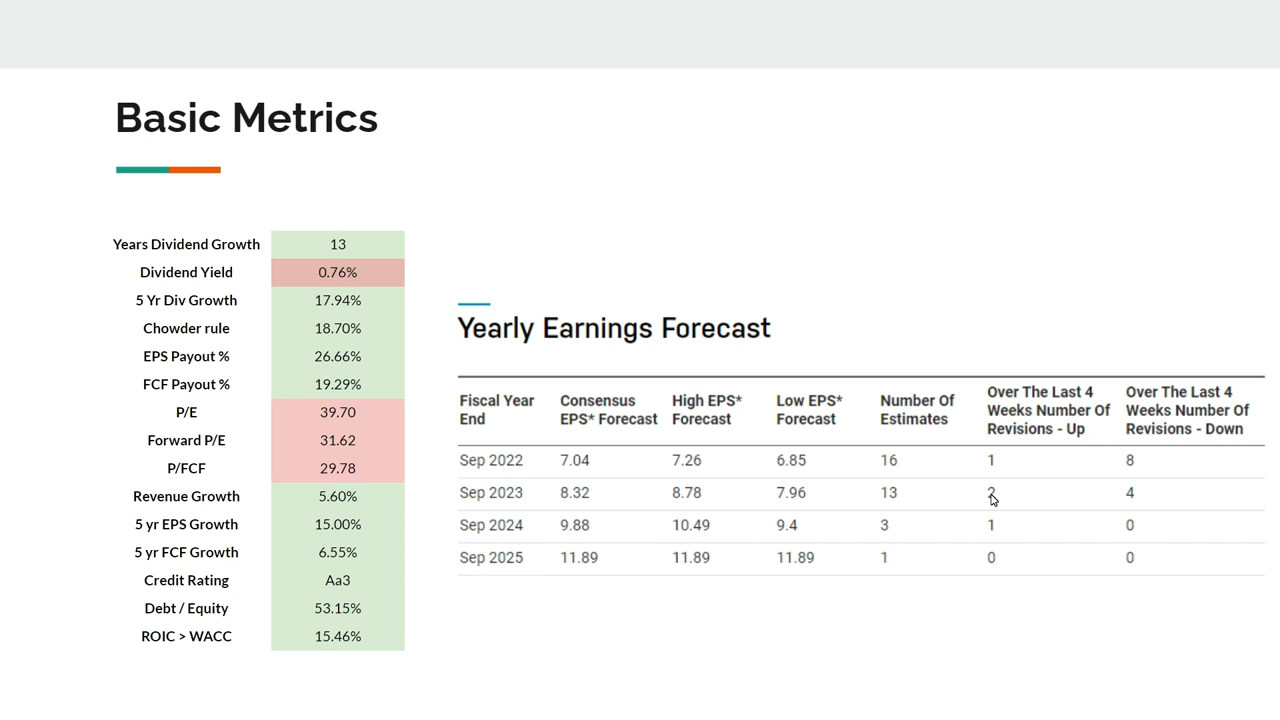 Basic Metrics
Years Dividend Growth 13
Dividend Yield 0.76%
5 Yr Div Growth 17.94%
Chowder rule 18.70%
EPS Payout % 26.66%
FCF Payout % 19.29%
P/E 39.70
Forward P/E 31.62
P/FCF 29.78
Revenue Growth 5.60%
5 yr EPS Growth 15.00%
5 yr FCF Growth 6.55%
Credit Rating Aa3
Debt / Equity 53.15%
ROIC > WACC 15.46%
Yearly Earnings Forecast
Fiscal Year End Consensus EPS* Forecast High EPS* Forecast Low EPS* Forecast Number Of Estimates Over The Last 4 Weeks Number Of Revisions - Up Over The Last 4 Weeks Number Of Revisions - Down
Sep 2022 7.04 7.26 6.85 16 1 8
Sep 2023 8.32 8.78 7.96 13 2 4
Sep 2024 9.88 10.49 9.4 3 1 0
Sep 2025 11.89 11.89 11.89 1 0 0